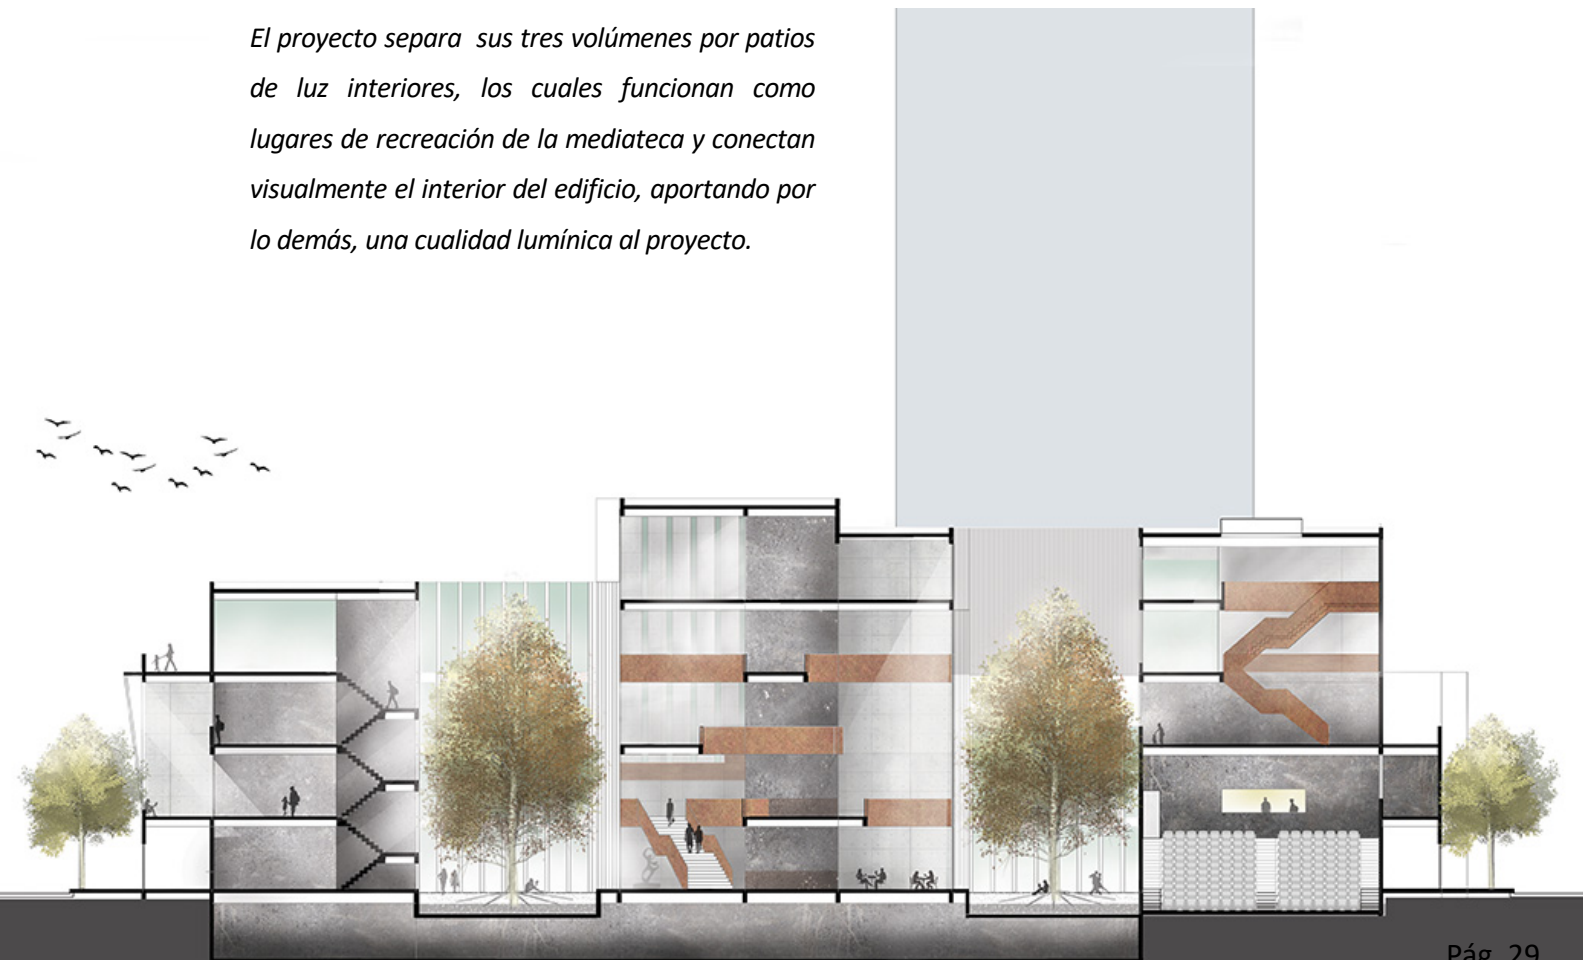 El proyecto separa  sus tres volúmenes por patios
de luz interiores, los cuales funcionan como
lugares de recreación de la mediateca y conectan
visualmente el interior del edificio, aportando por
lo demás, una cualidad lumínica al proyecto.
Pág. 29